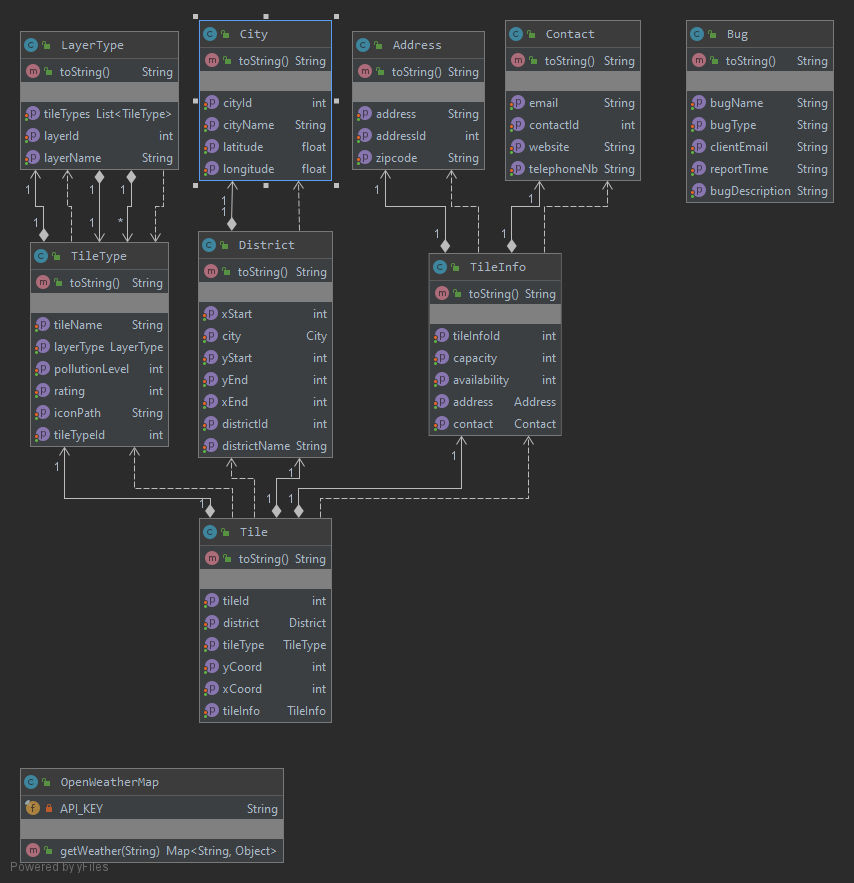 LayerType
toString() String
tileTypes List<TileType>
layerId int
layerName String
City
toString() String
cityId int
cityName String
latitude float
longitude float
Address
toString() String
address String
addressId int
zipcode String
Contact
toString() String
email String
contactId int
website String
telephoneNb String
Bug
toString() String
bugName String
bugType String
clientEmail String
reportTime String
bugDescription String
1
1
1
1
1
*
1
1
1
1
1
1
TileType
toString() String
tileName String
layerType LayerType
pollutionLevel int
rating int
iconPath String
tileTypeId int
District
toString() String
xStart int
city City
yStart int
yEnd int
xEnd int
districtId int
districtName String
TileInfo
toString() String
tileInfoId int
capacity int
availability int
address Address
contact Contact
1
1
1
1
1
1
Tile
toString() String
tileId int
district District
tileType TileType
yCoord int
xCoord int
tileInfo TileInfo
OpenWeatherMap
API_KEY String
getWeather(String) Map<String, Object>
Powered by yFiles